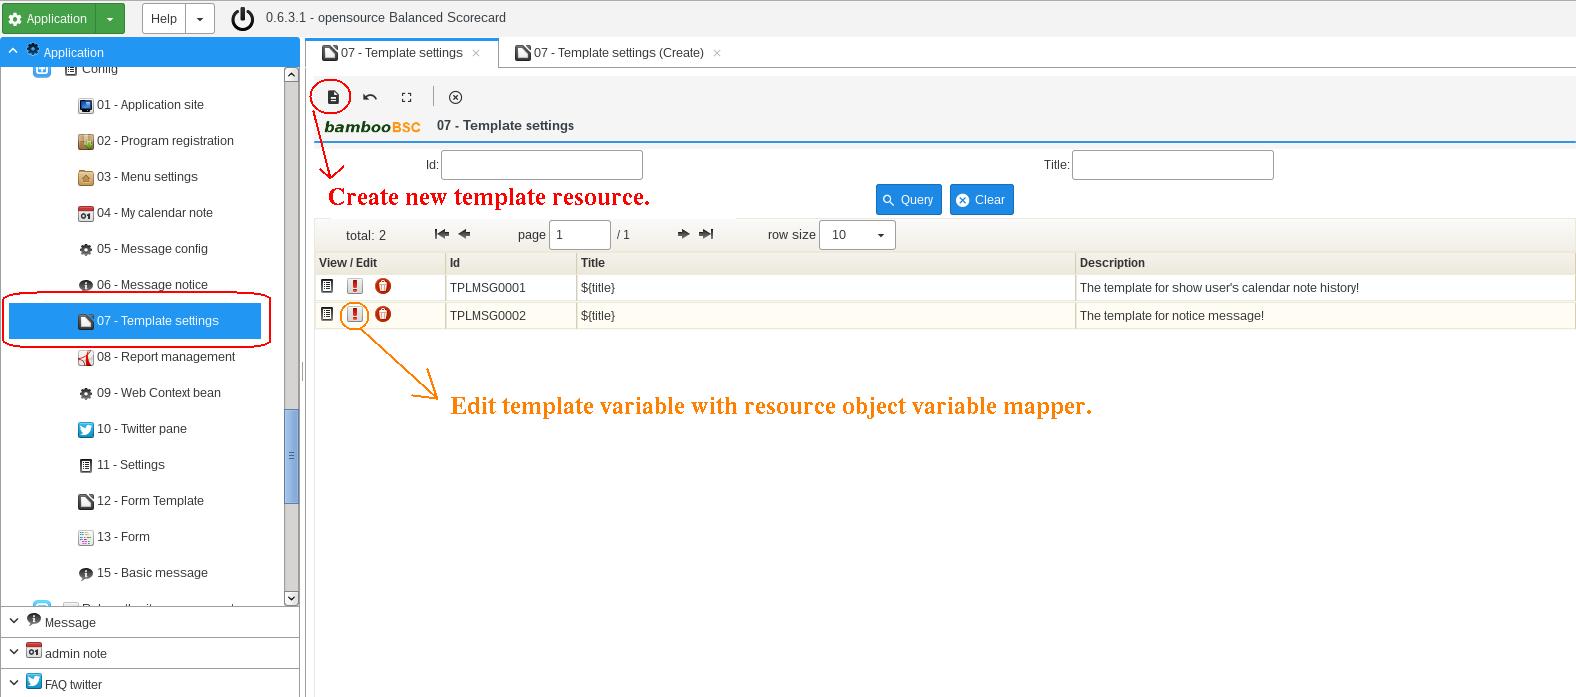 Application
Help
0.6.3.1 - opensource Balanced Scorecard
Application
Config
01 - Application site
02 - Program registration
03 - Menu settings
04 - My calendar note
05 - Message config
06 - Message notice
07 - Template settings
08 - Report management
09 - Web Context bean
10 - Twitter pane
11 - Settings
12 - Form Template
13 - Form
15 - Basic message
Message
admin note
FAQ twitter
07 - Template settings
07 - Template settings (Create)
bambooBSC 07 - Template settings
Id:
Title:
Create new template resource.
Query
Clear
total: 2
page 1 / 1
row size 10
View / Edit Id Title Description
TPLMSG0001 ${title} The template for show user's calendar note history!
TPLMSG0002 ${title} The template for notice message!
Edit template variable with resource object variable mapper.